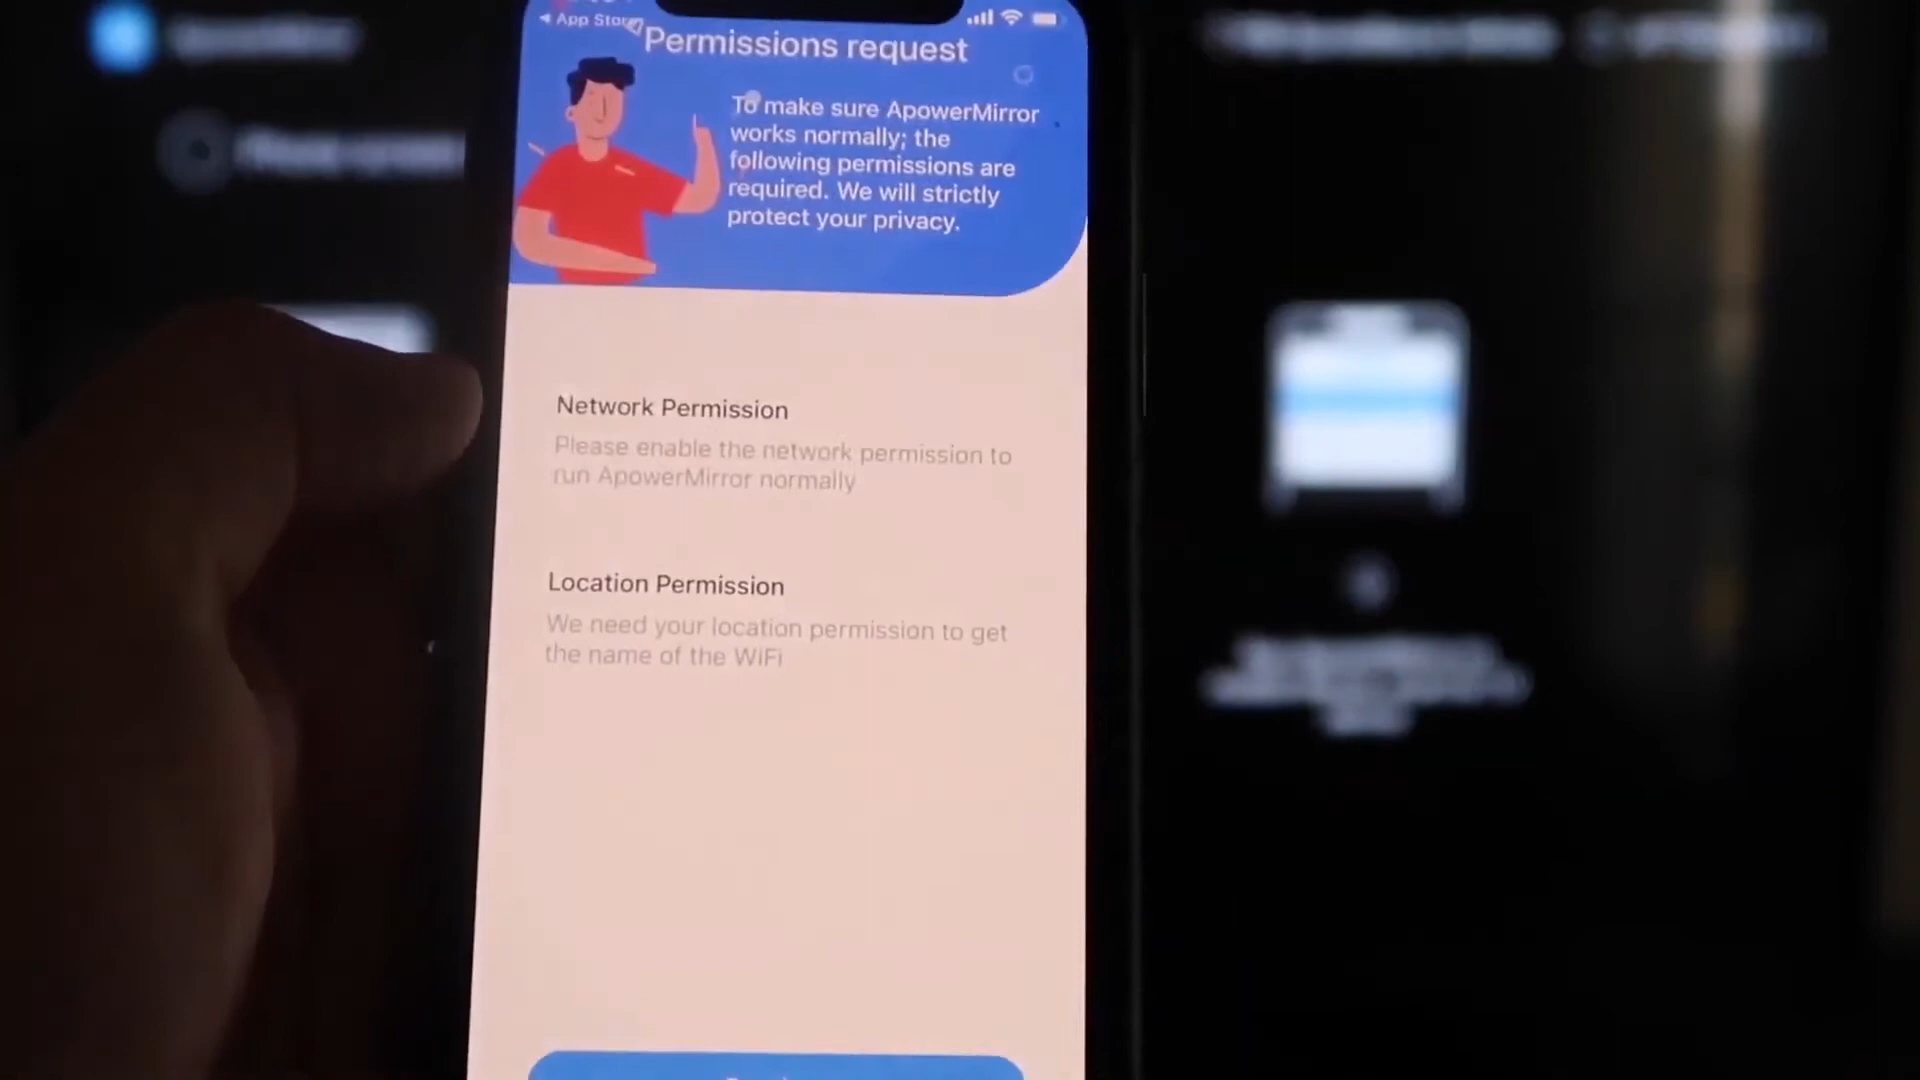 ◀ App Store
Permissions request
To make sure ApowerMirror
works normally; the
following permissions are
required. We will strictly
protect your privacy.
Network Permission
Please enable the network permission to
run ApowerMirror normally
Location Permission
We need your location permission to get
the name of the WiFi